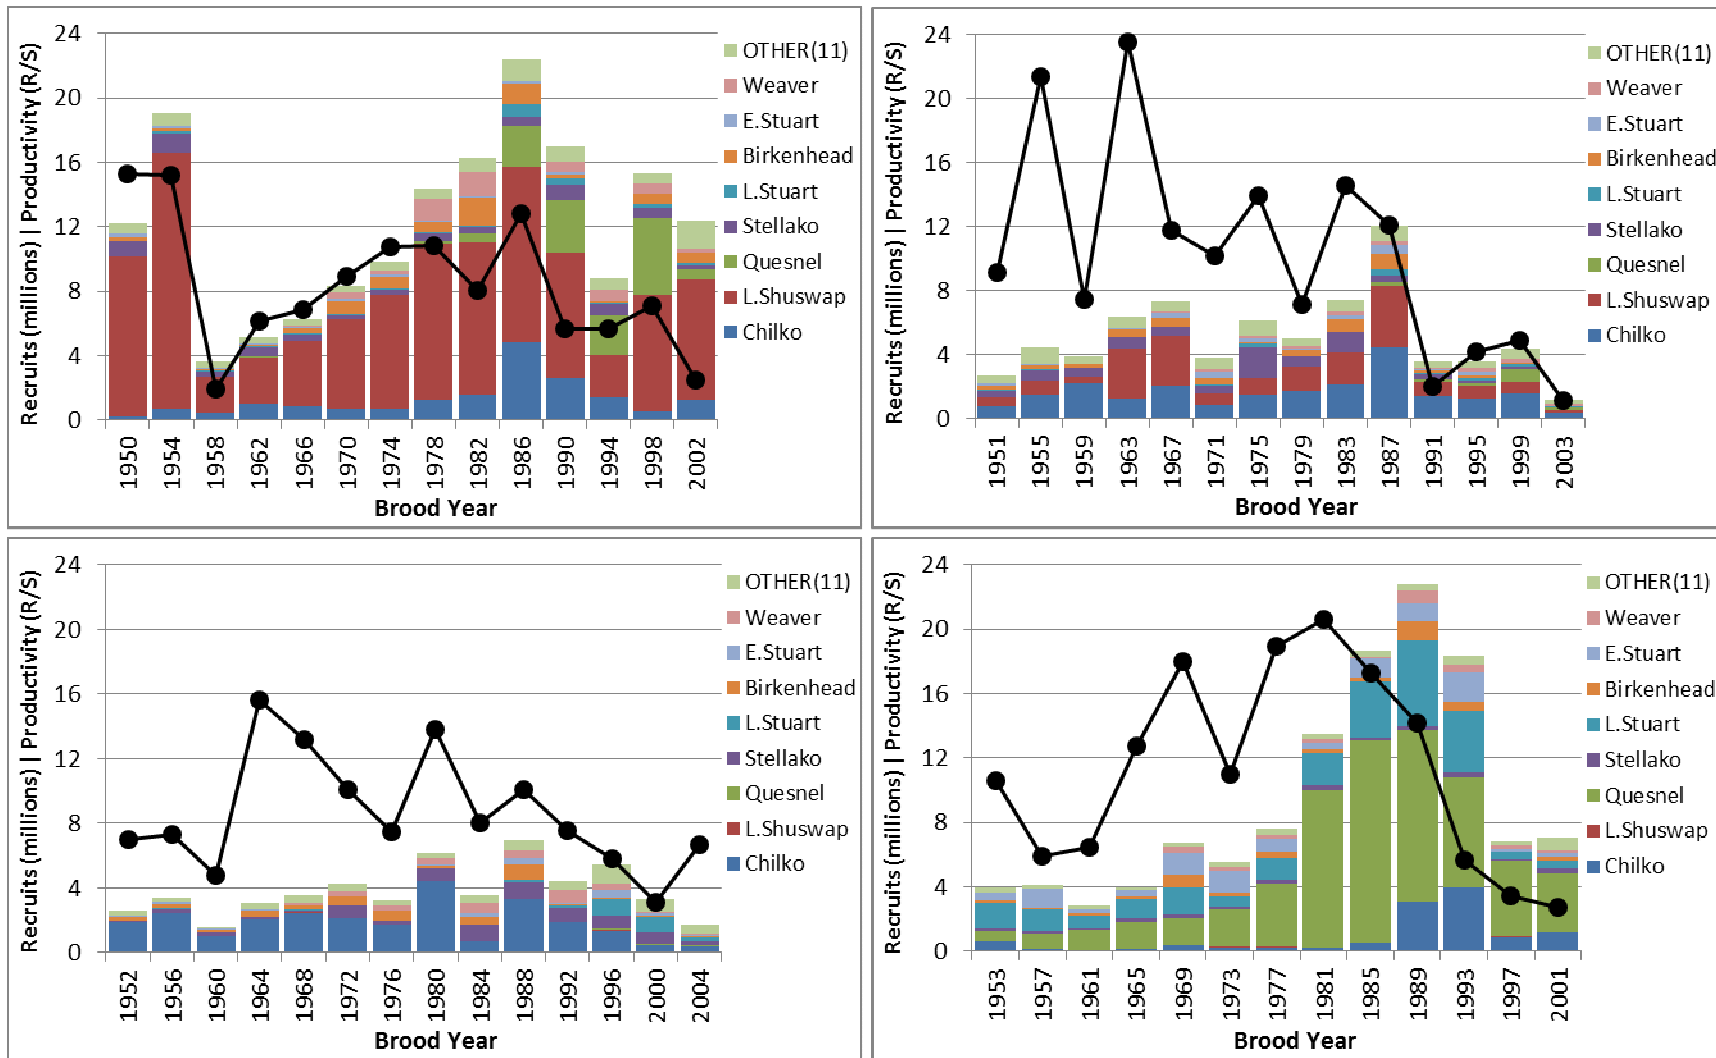 Recruits (millions) | Productivity (R/S)
24
20
16
12
8
4
0
1950 1954 1958 1962 1966 1970 1974 1978 1982 1986 1990 1994 1998 2002
Brood Year
OTHER(11)
Weaver
E.Stuart
Birkenhead
L.Stuart
Stellako
Quesnel
L.Shuswap
Chilko
Recruits (millions) | Productivity (R/S)
24
20
16
12
8
4
0
1951 1955 1959 1963 1967 1971 1975 1979 1983 1987 1991 1995 1999 2003
Brood Year
OTHER(11)
Weaver
E.Stuart
Birkenhead
L.Stuart
Stellako
Quesnel
L.Shuswap
Chilko
Recruits (millions) | Productivity (R/S)
24
20
16
12
8
4
0
1952 1956 1960 1964 1968 1972 1976 1980 1984 1988 1992 1996 2000 2004
Brood Year
OTHER(11)
Weaver
E.Stuart
Birkenhead
L.Stuart
Stellako
Quesnel
L.Shuswap
Chilko
Recruits (millions) | Productivity (R/S)
24
20
16
12
8
4
0
1953 1957 1961 1965 1969 1973 1977 1981 1985 1989 1993 1997 2001
Brood Year
OTHER(11)
Weaver
E.Stuart
Birkenhead
L.Stuart
Stellako
Quesnel
L.Shuswap
Chilko